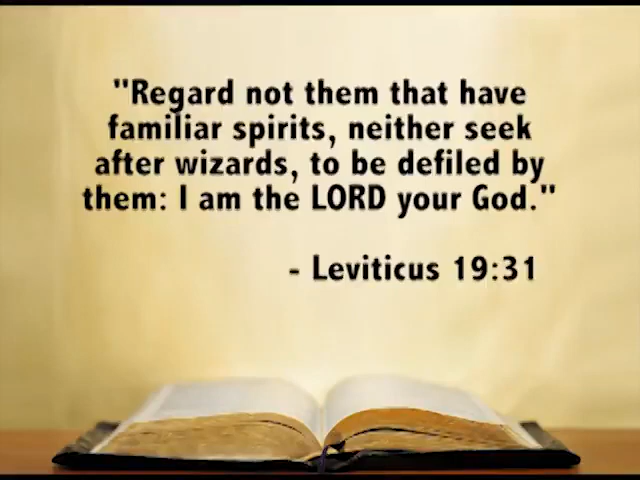 "Regard not them that have
familiar spirits, neither seek
after wizards, to be defiled by
them: I am the LORD your God."
- Leviticus 19:31